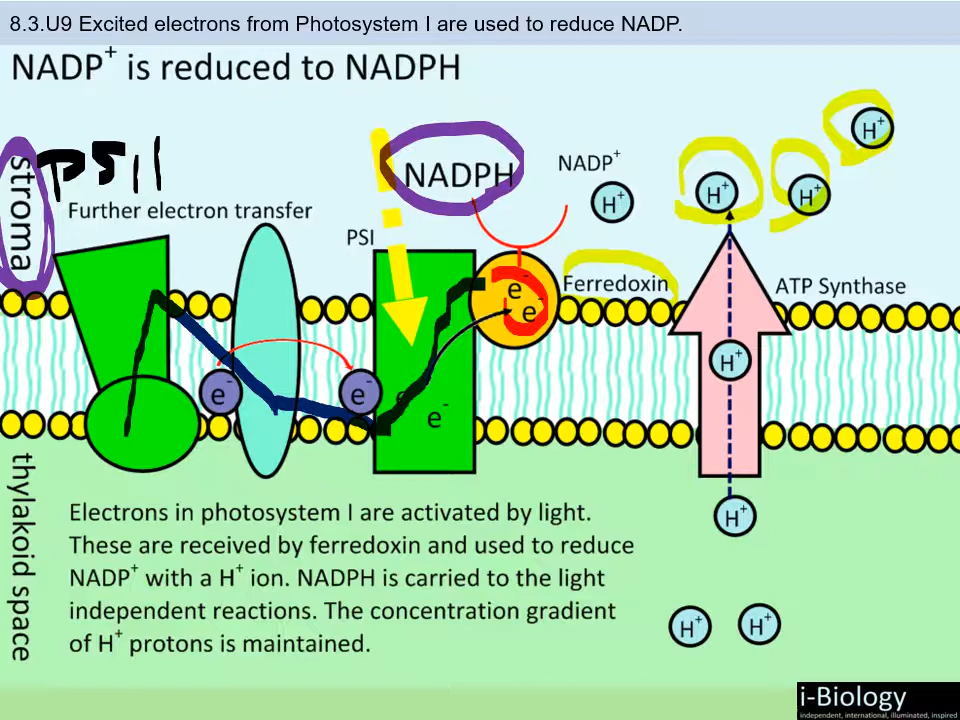 8.3.U9 Excited electrons from Photosystem I are used to reduce NADP.
NADP+ is reduced to NADPH
stroma
PSII
Further electron transfer
PSI
NADPH
NADP+
H+
H+
H+
H+
Ferredoxin
ATP Synthase
e-
e-
e-
e-
e
e-
H+
H+
H+
H+
thylakoid space
Electrons in photosystem I are activated by light.
These are received by ferredoxin and used to reduce
NADP+ with a H+ ion. NADPH is carried to the light
independent reactions. The concentration gradient
of H+ protons is maintained.
i-Biology
independent, international, illuminated, inspired